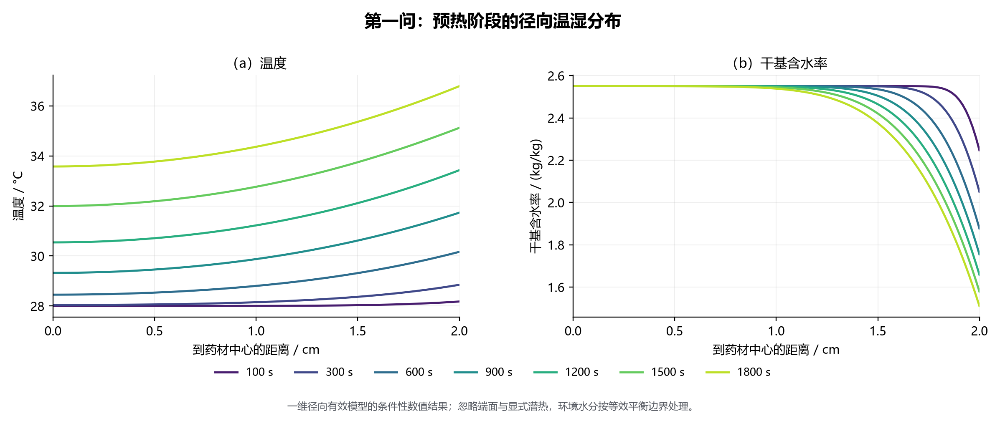 第一问：预热阶段的径向温湿分布
（a）温度
温度 / °C
36
34
32
30
28
0.0 0.5 1.0 1.5 2.0
到药材中心的距离 / cm
（b）干基含水率
干基含水率 / (kg/kg)
2.6
2.4
2.2
2.0
1.8
1.6
0.0 0.5 1.0 1.5 2.0
到药材中心的距离 / cm
100 s 300 s 600 s 900 s 1200 s 1500 s 1800 s
一维径向有效模型的条件性数值结果；忽略端面与显式潜热，环境水分按等效平衡边界处理。